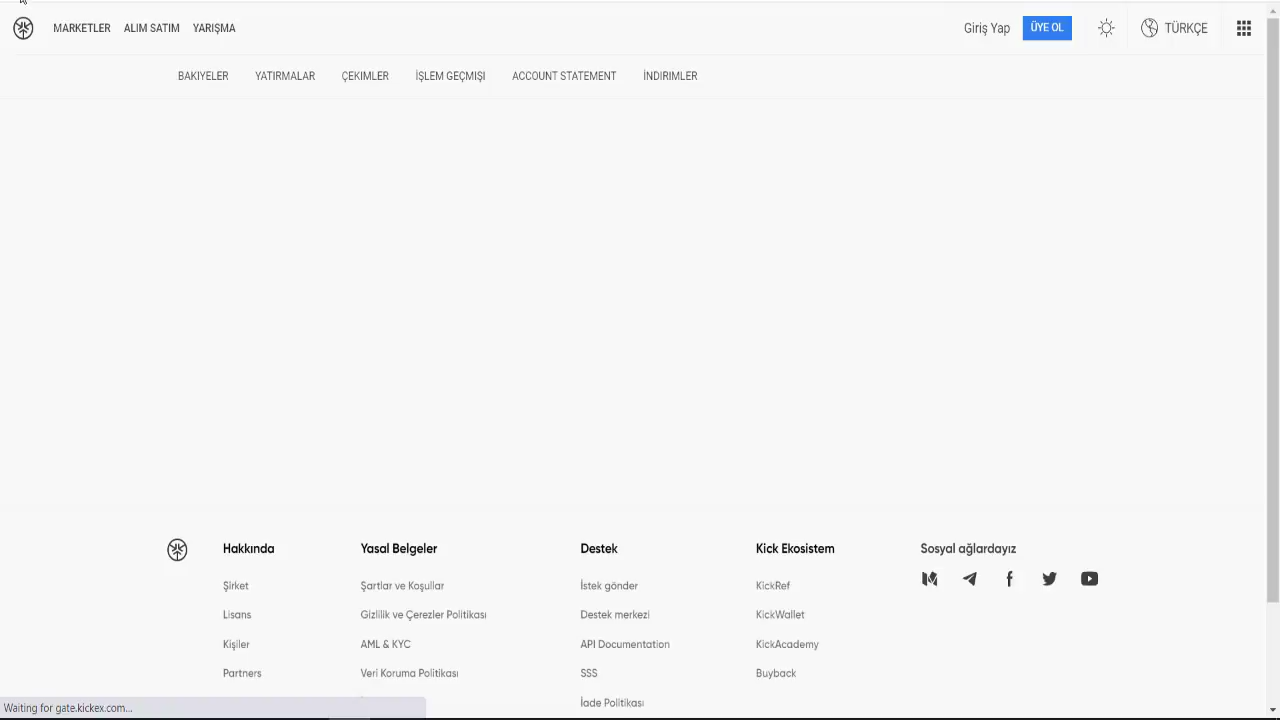 MARKETLER ALIM SATIM YARIŞMA Giriş Yap ÜYE OL TÜRKÇE
BAKIYELER YATIRMALAR ÇEKIMLER İŞLEM GEÇMIŞI ACCOUNT STATEMENT İNDIRIMLER
Hakkında Yasal Belgeler Destek Kick Ekosistem Sosyal ağlardayız
Şirket Şartlar ve Koşullar İstek gönder KickRef
Lisans Gizlilik ve Çerezler Politikası Destek merkezi KickWallet
Kişiler AML & KYC API Documentation KickAcademy
Partners Veri Koruma Politikası SSS Buyback
İade Politikası
Waiting for gate.kickex.com...